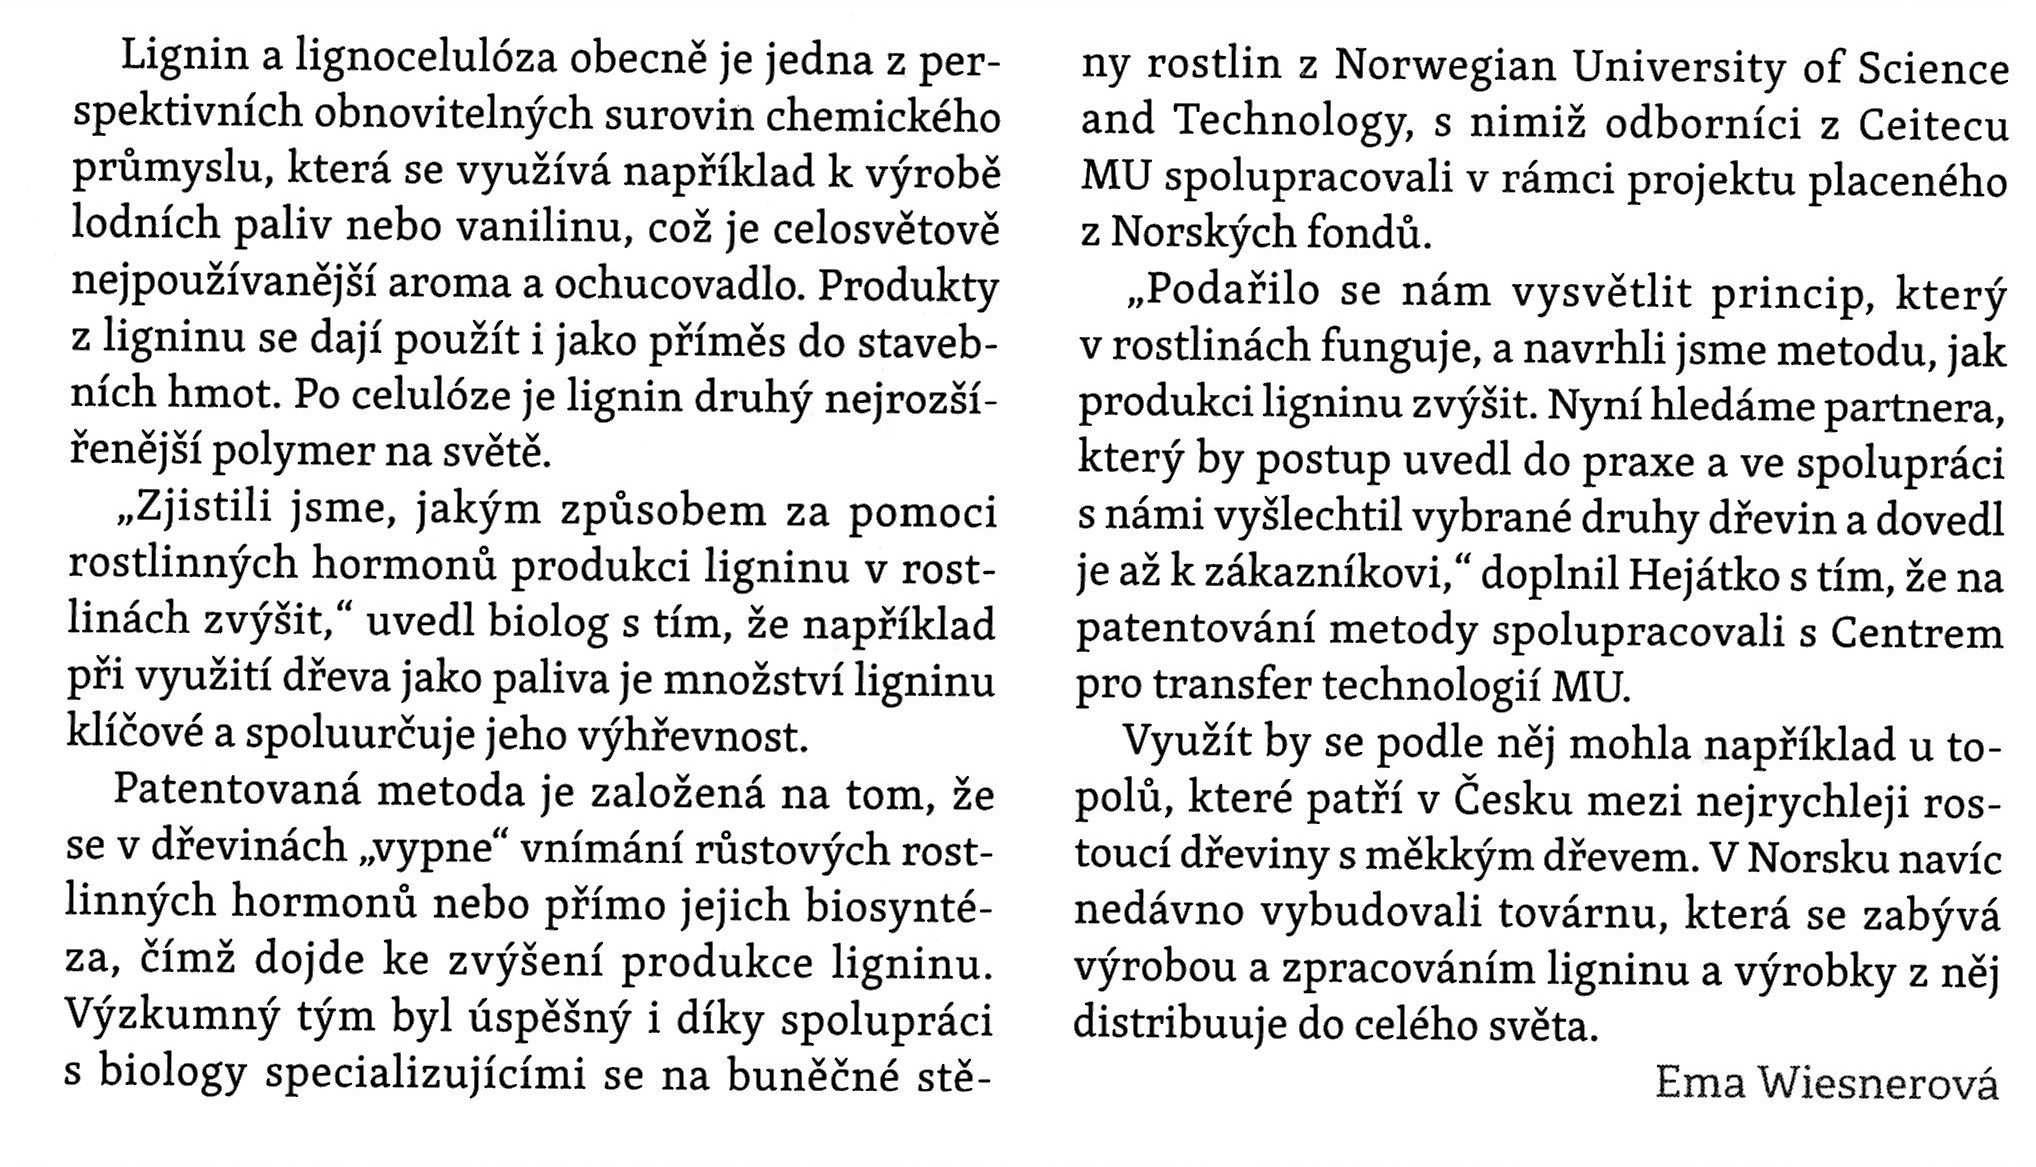 Lignin a lignocelulóza obecně je jedna z per-
spektivních obnovitelných surovin chemického
průmyslu, která se využívá například k výrobě
lodních paliv nebo vanilinu, což je celosvětově
nejpoužívanější aroma a ochucovadlo. Produkty
z ligninu se dají použít i jako příměs do staveb-
ních hmot. Po celulóze je lignin druhý nejrozší-
řenější polymer na světě.
„Zjistili jsme, jakým způsobem za pomoci
rostlinných hormonů produkci ligninu v rost-
linách zvýšit,“ uvedl biolog s tím, že například
při využití dřeva jako paliva je množství ligninu
klíčové a spoluurčuje jeho výhřevnost.
Patentovaná metoda je založená na tom, že
se v dřevinách „vypne“ vnímání růstových rost-
linných hormonů nebo přímo jejich biosynté-
za, čímž dojde ke zvýšení produkce ligninu.
Výzkumný tým byl úspěšný i díky spolupráci
s biology specializujícími se na buněčné stě-
ny rostlin z Norwegian University of Science
and Technology, s nimiž odborníci z Ceitecu
MU spolupracovali v rámci projektu placeného
z Norských fondů.
„Podařilo se nám vysvětlit princip, který
v rostlinách funguje, a navrhli jsme metodu, jak
produkci ligninu zvýšit. Nyní hledáme partnera,
který by postup uvedl do praxe a ve spolupráci
s námi vyšlechtil vybrané druhy dřevin a dovedl
je až k zákazníkovi,“ doplnil Hejátko s tím, že na
patentování metody spolupracovali s Centrem
pro transfer technologií MU.
Využít by se podle něj mohla například u to-
polů, které patří v Česku mezi nejrychleji ros-
toucí dřeviny s měkkým dřevem. V Norsku navíc
nedávno vybudovali továrnu, která se zabývá
výrobou a zpracováním ligninu a výrobky z něj
distribuuje do celého světa.
Ema Wiesnerová